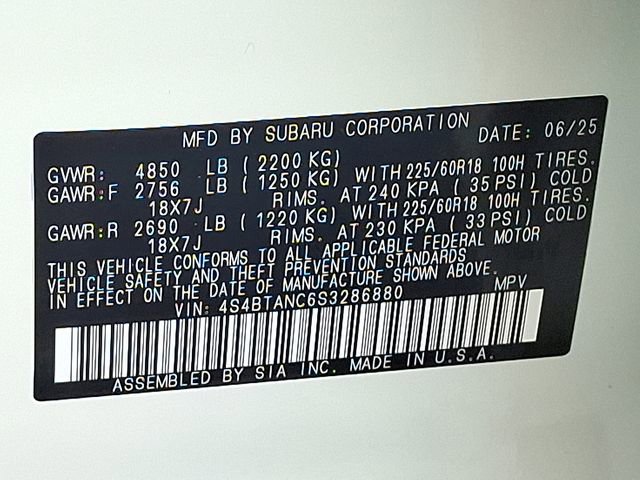 MFD BY SUBARU CORPORATION DATE: 06/25
GVWR: 4850 LB ( 2200 KG)
GAWR:F 2756 LB ( 1250 KG) WITH 225/60R18 100H TIRES.
18X7J RIMS. AT 240 KPA ( 35 PSI) COLD
GAWR:R 2690 LB ( 1220 KG) WITH 225/60R18 100H TIRES.
18X7J RIMS. AT 230 KPA ( 33 PSI) COLD
THIS VEHICLE CONFORMS TO ALL APPLICABLE FEDERAL MOTOR
VEHICLE SAFETY AND THEFT PREVENTION STANDARDS
IN EFFECT ON THE DATE OF MANUFACTURE SHOWN ABOVE.
VIN: 4S4BTANC6S3286880 MPV
ASSEMBLED BY SIA INC. MADE IN U.S.A.